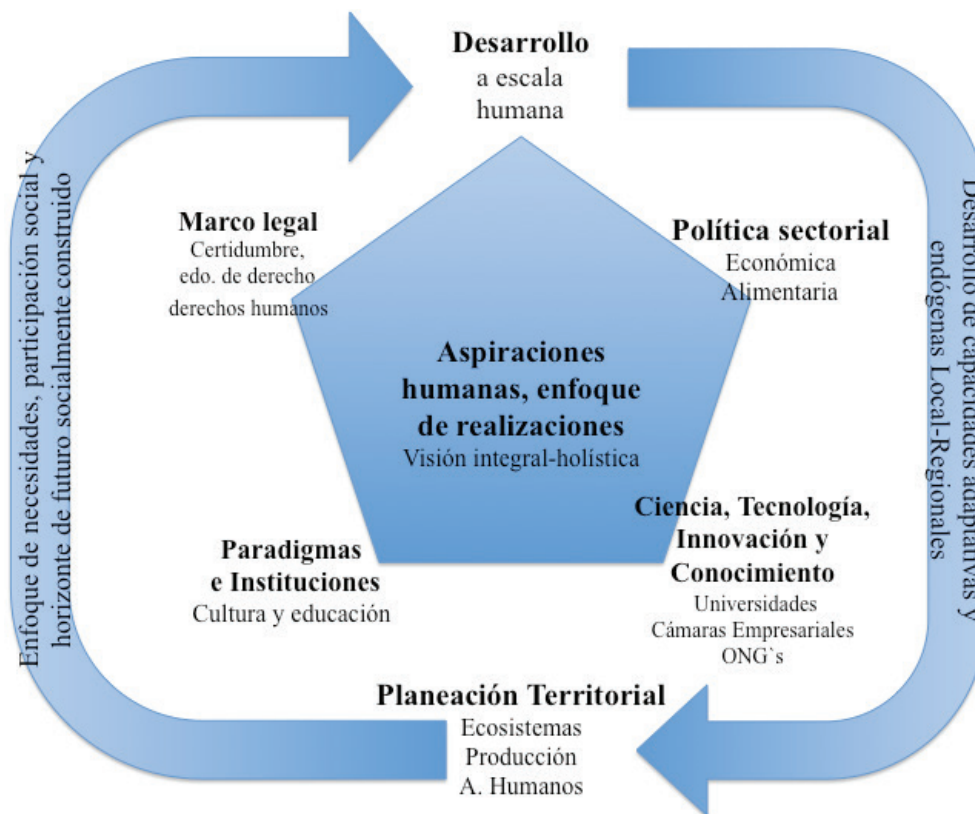 Desarrollo
a escala
humana
Marco legal
Certidumbre,
edo. de derecho
derechos humanos
Política sectorial
Económica
Alimentaria
Aspiraciones
humanas, enfoque
de realizaciones
Visión integral-holística
Paradigmas
e Instituciones
Cultura y educación
Ciencia, Tecnología,
Innovación y
Conocimiento
Universidades
Cámaras Empresariales
ONG`s
Planeación Territorial
Ecosistemas
Producción
A. Humanos
Enfoque de necesidades, participación social y
horizonte de futuro socialmente construido
Desarrollo de capacidades adaptativas y
endógenas Local-Regionales